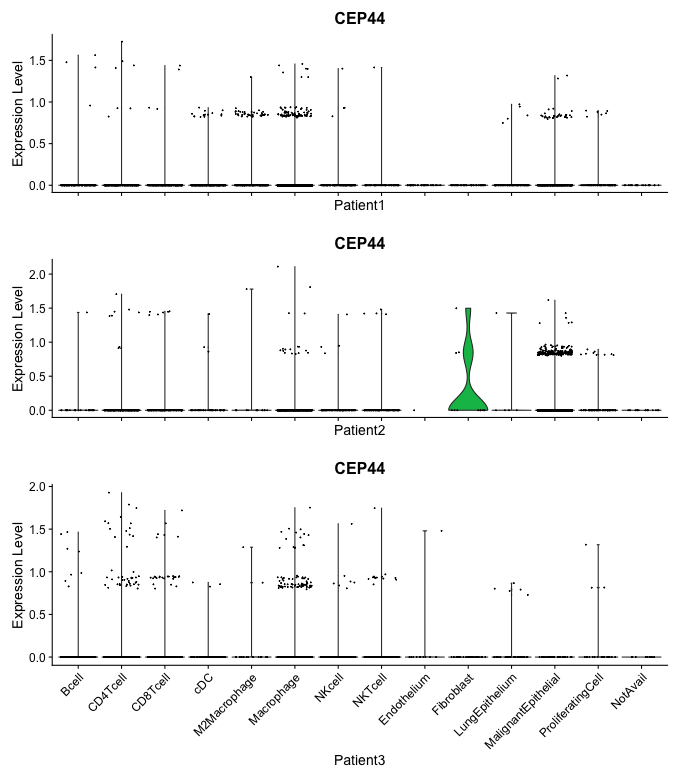 CEP44
Expression Level
1.5
1.0
0.5
0.0
Patient1
CEP44
Expression Level
2.0
1.5
1.0
0.5
0.0
Patient2
CEP44
Expression Level
2.0
1.5
1.0
0.5
0.0
Bcell
CD4Tcell
CD8Tcell
cDC
M2Macrophage
Macrophage
NKcell
NKTcell
Endothelium
Fibroblast
LungEpithelium
MalignantEpithelial
ProliferatingCell
NotAvail
Patient3